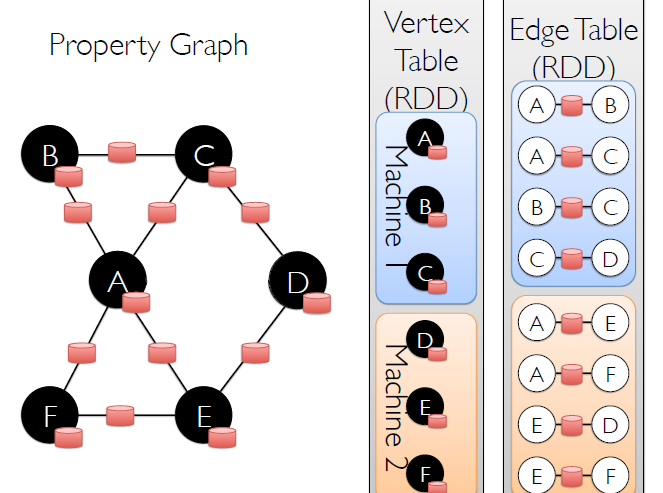 Property Graph
B
C
A
D
F
E
Vertex
Table
(RDD)
Machine 1
A
B
C
Machine 2
D
E
F
Edge Table
(RDD)
A B
A C
B C
C D
A E
A F
E D
E F